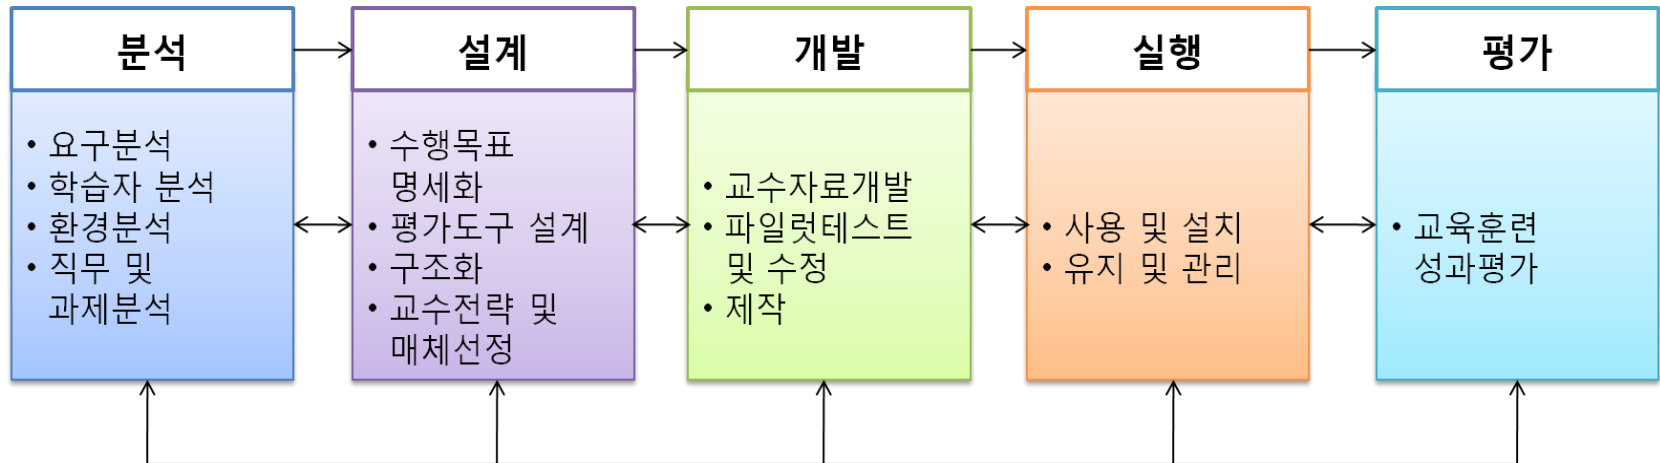 분석
설계
개발
실행
평가
• 요구분석
• 학습자 분석
• 환경분석
• 직무 및
과제분석
• 수행목표
명세화
• 평가도구 설계
• 구조화
• 교수전략 및
매체선정
• 교수자료개발
• 파일럿테스트
및 수정
• 제작
• 사용 및 설치
• 유지 및 관리
• 교육훈련
성과평가